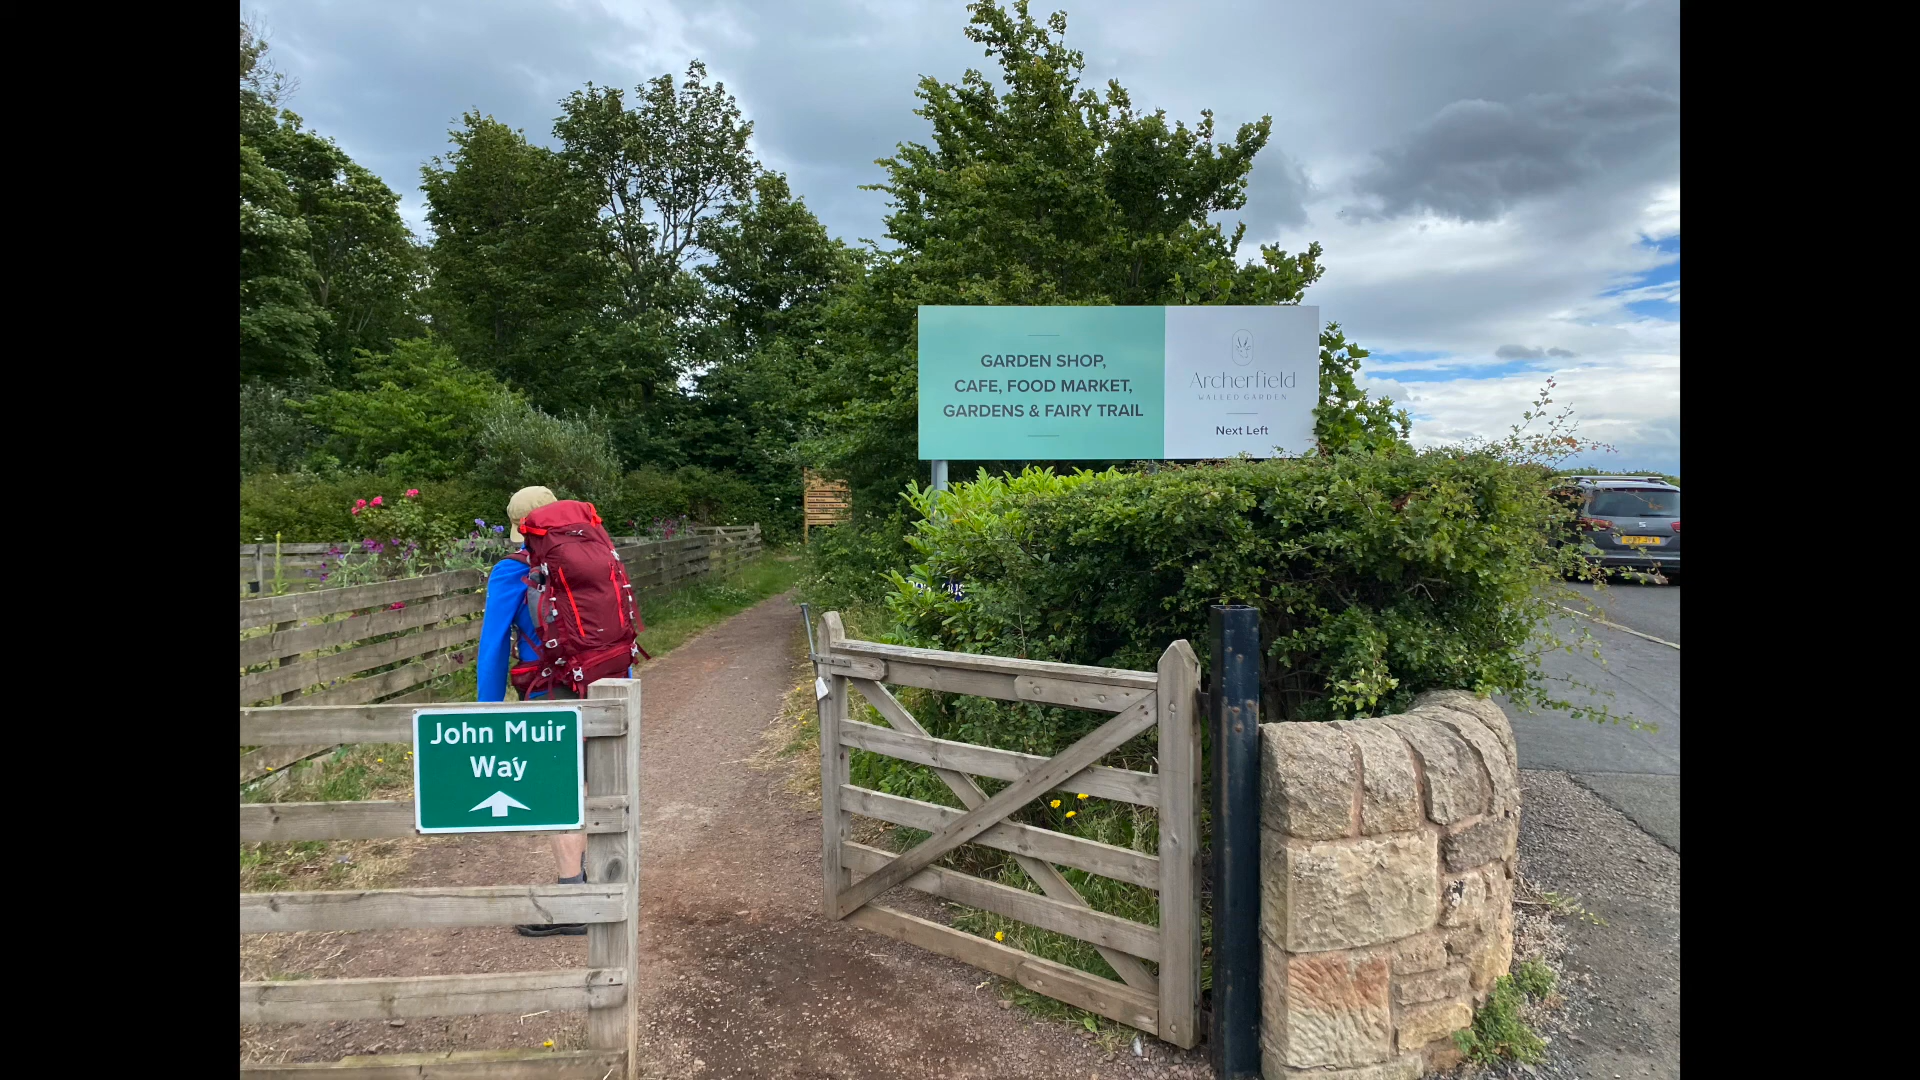 GARDEN SHOP,
CAFE, FOOD MARKET,
GARDENS & FAIRY TRAIL
Archerfield
WALLED GARDEN
Next Left
John Muir
Way